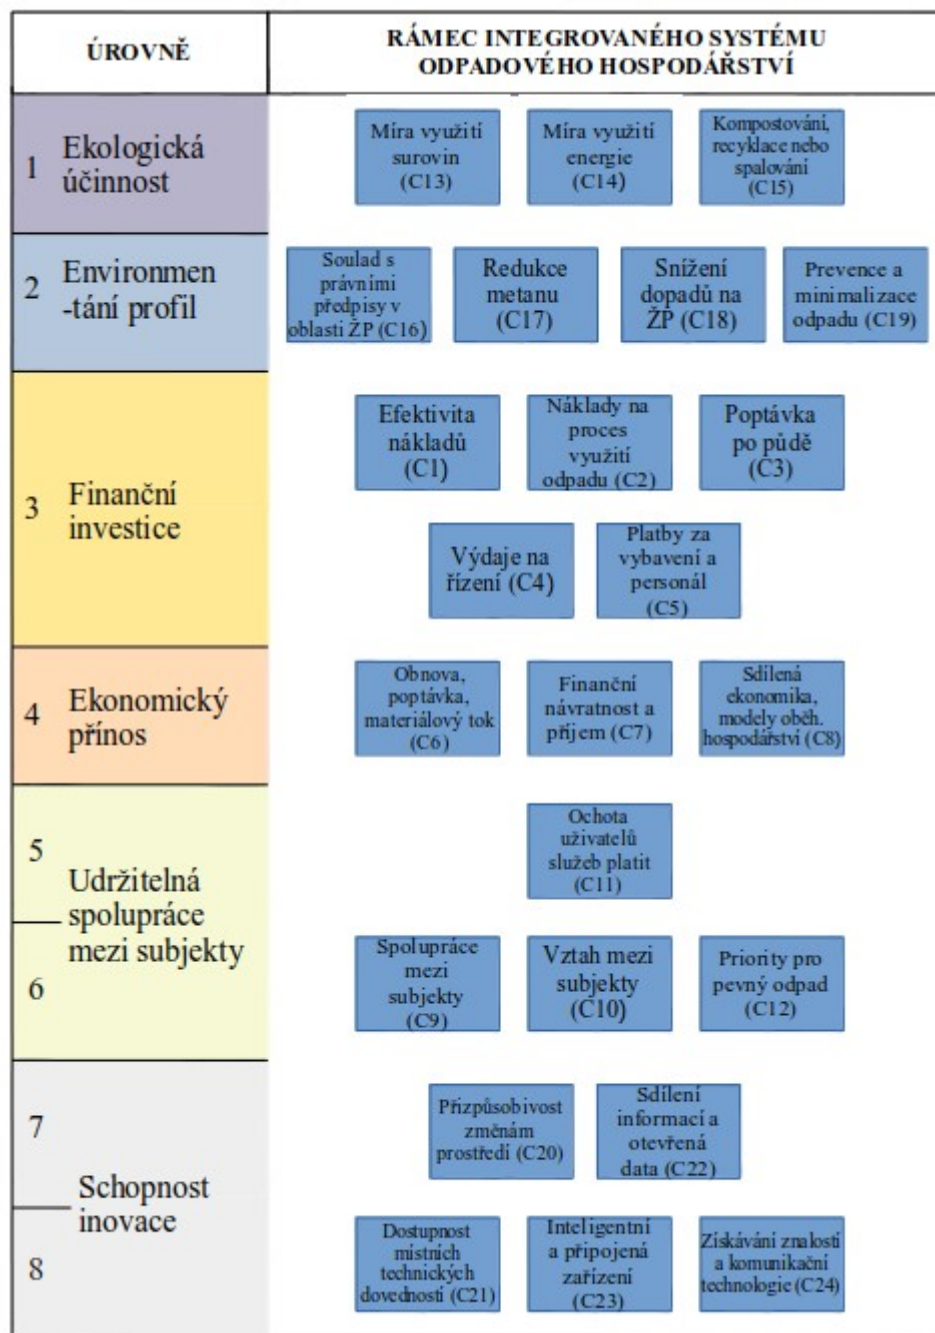 ÚROVNĚ
RÁMEC INTEGROVANÉHO SYSTÉMU
ODPADOVÉHO HOSPODÁŘSTVÍ
1
Ekologická
účinnost
Míra využití
surovin
(C13)
Míra využití
energie
(C14)
Kompostování,
recyklace nebo
spalování
(C15)
2
Environmen
-tání profil
Soulad s
právními
předpisy v
oblasti ŽP (C16)
Redukce
metanu
(C17)
Snížení
dopadů na
ŽP (C18)
Prevence a
minimalizace
odpadu (C19)
3
Finanční
investice
Efektivita
nákladů
(C1)
Náklady na
proces
využití
odpadu (C2)
Poptávka
po půdě
(C3)
Výdaje na
řízení (C4)
Platby za
vybavení a
personál
(C5)
4
Ekonomický
přínos
Obnova,
poptávka,
materiálový tok
(C6)
Finanční
návratnost a
příjem (C7)
Sdílená
ekonomika,
modely oběh.
hospodářství (C8)
5
6
Udržitelná
spolupráce
mezi subjekty
Ochota
uživatelů
služeb platit
(C11)
Spolupráce
mezi
subjekty
(C9)
Vztah mezi
subjekty
(C10)
Priority pro
pevný odpad
(C12)
7
8
Schopnost
inovace
Přizpůsobivost
změnám
prostředí (C20)
Sdílení
informací a
otevřená
data (C22)
Dostupnost
místních
technických
dovedností (C21)
Inteligentní
a připojená
zařízení
(C23)
Získávání znalostí
a komunikační
technologie (C24)